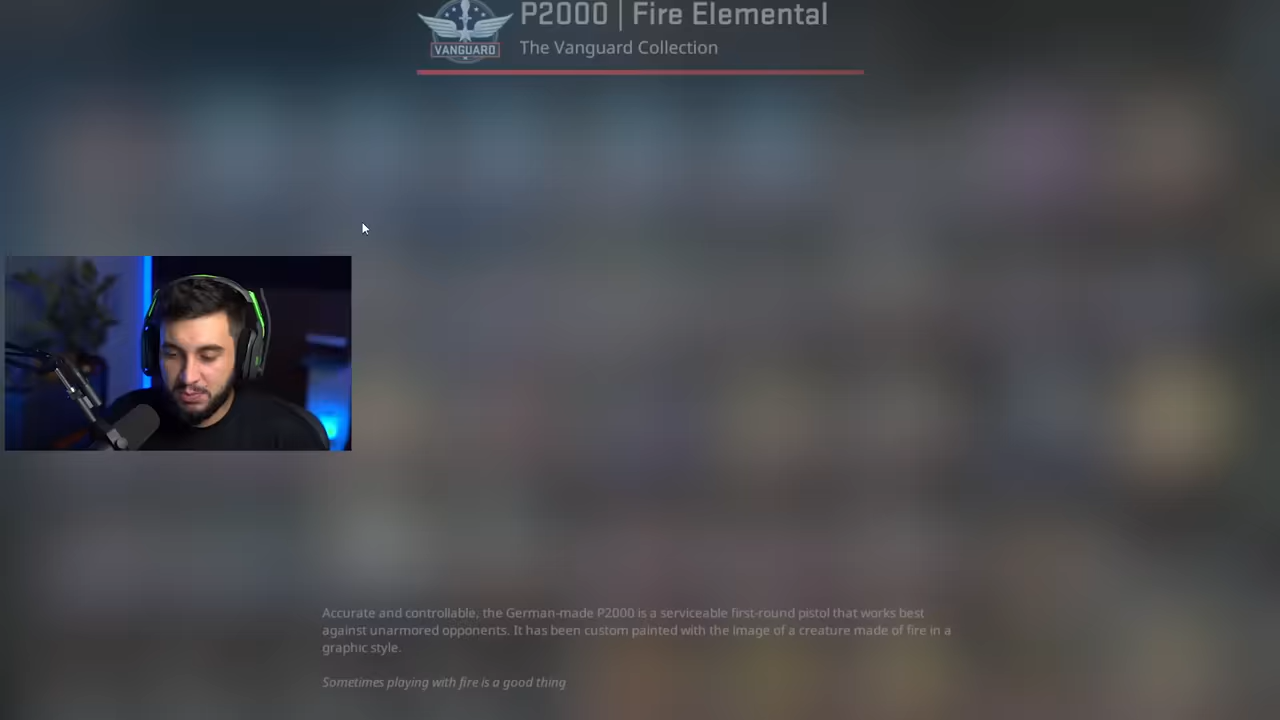 P2000 | Fire Elemental
VANGUARD
The Vanguard Collection
Accurate and controllable, the German-made P2000 is a serviceable first-round pistol that works best
against unarmored opponents. It has been custom painted with the image of a creature made of fire in a
graphic style.
Sometimes playing with fire is a good thing